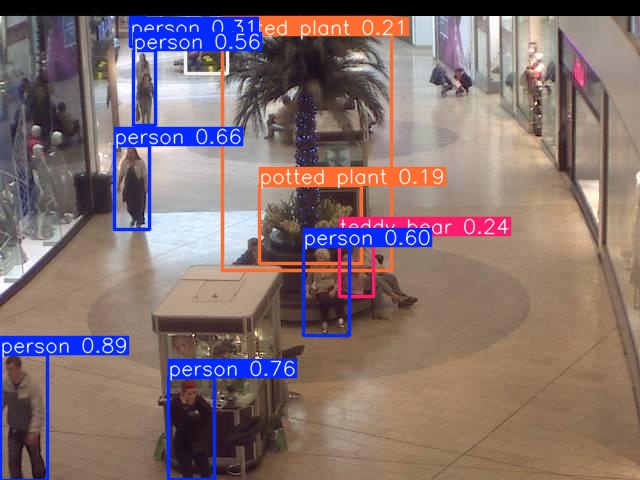 person 0.31
ted plant 0.21
person 0.56
person 0.66
potted plant 0.19
teddy bear 0.24
person 0.60
person 0.89
person 0.76